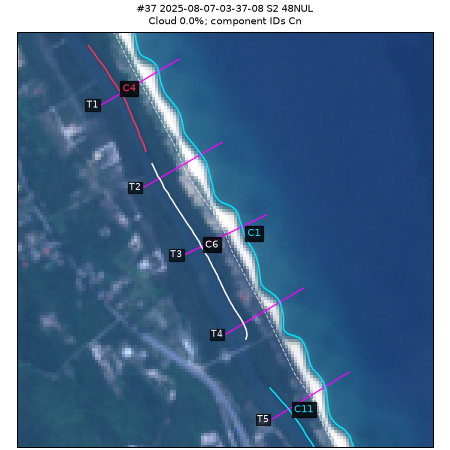 #37 2025-08-07-03-37-08 S2 48NUL
Cloud 0.0%; component IDs Cn
C4
T1
T2
C1
C6
T3
T4
C11
T5